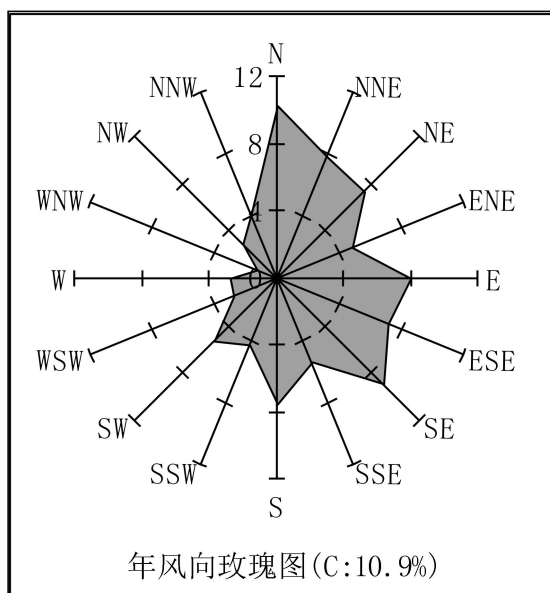 N
12
NNW
NNE
NW
8
NE
WNW
4
ENE
W
0
E
WSW
ESE
SW
SE
SSW
SSE
S
年风向玫瑰图(C:10.9%)